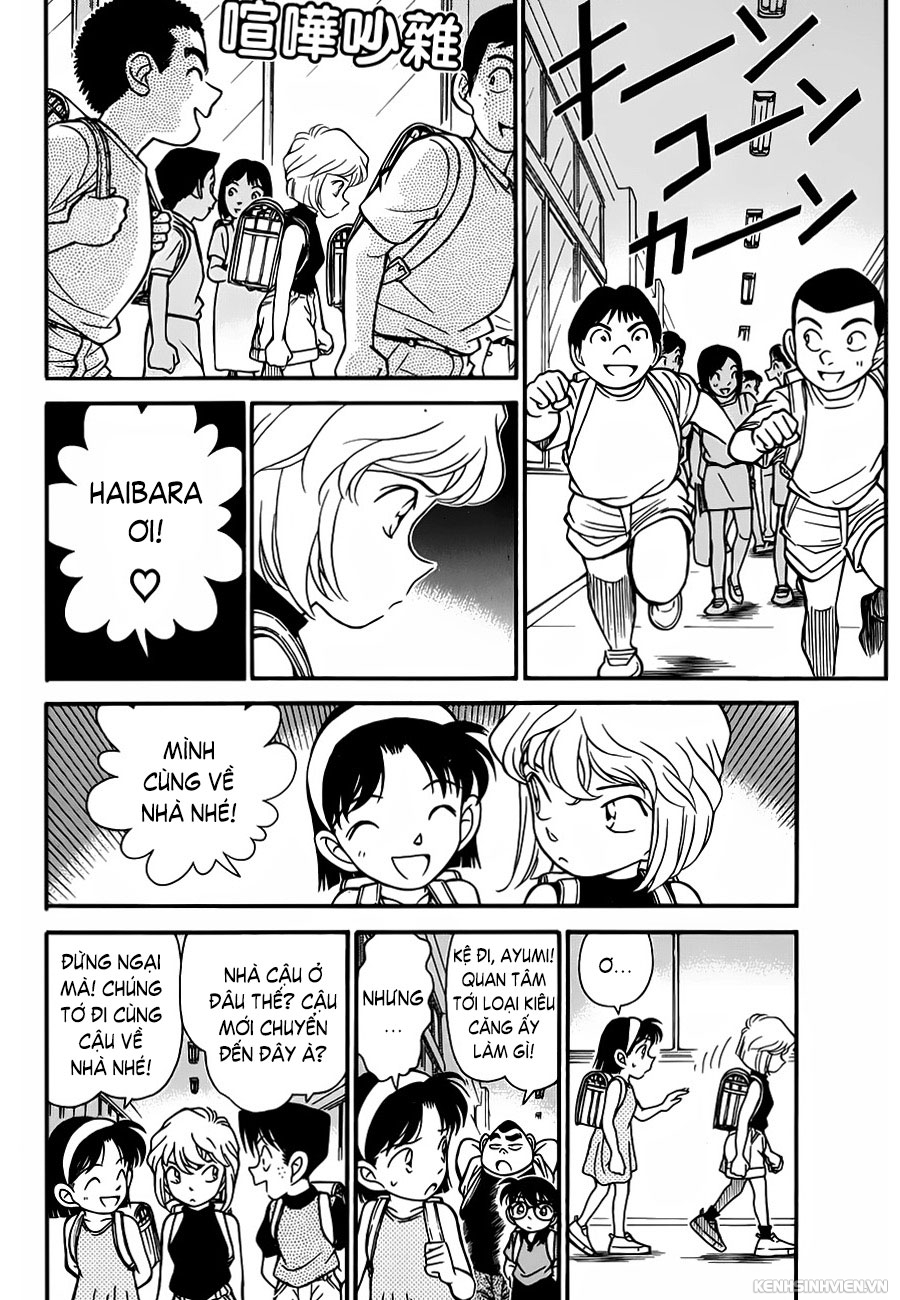 キーン
コーン
カーン
喧嘩吵雜
HAIBARA
ƠI!
♡
MÌNH
CÙNG VỀ
NHÀ NHÉ!
Ơ...
KỆ ĐI, AYUMI!
QUAN TÂM
TỚI LOẠI KIÊU
CĂNG ẤY
LÀM GÌ!
NHƯNG
...
NHÀ CẬU Ở
ĐÂU THẾ? CẬU
MỚI CHUYỂN
ĐẾN ĐÂY À?
ĐỪNG NGẠI
MÀ! CHÚNG
TỚ ĐI CÙNG
CẬU VỀ
NHÀ NHÉ!
KENHSINHVIEN.VN